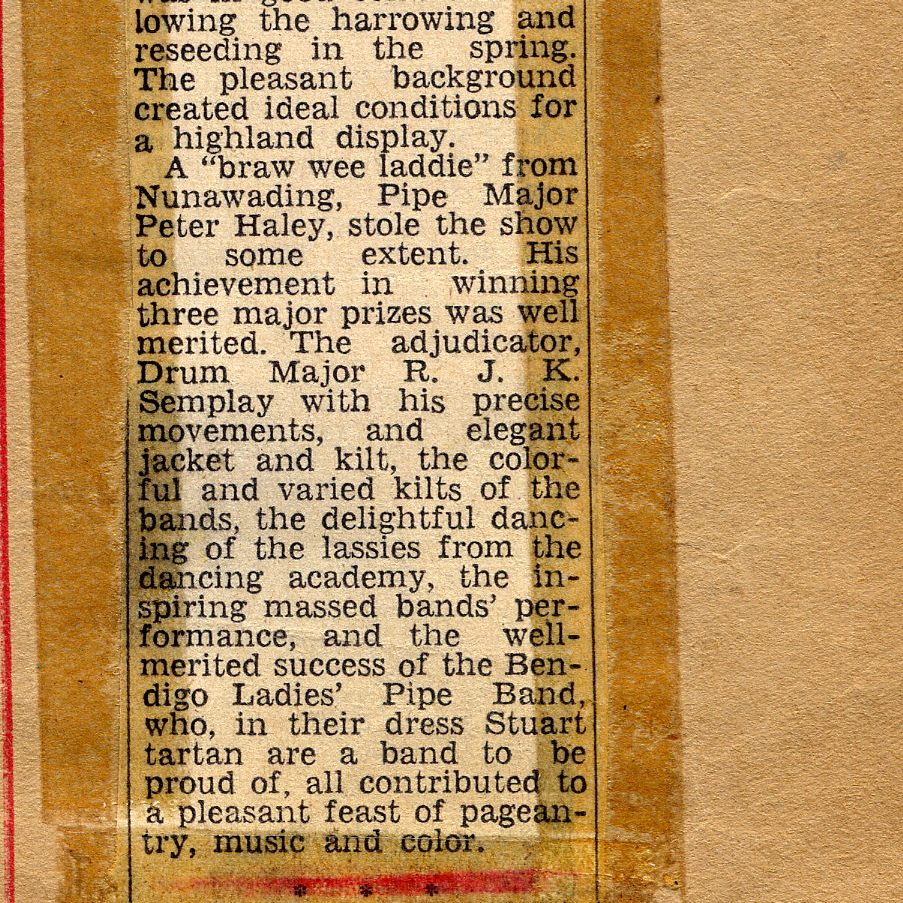 lowing the harrowing and
reseeding in the spring.
The pleasant background
created ideal conditions for
a highland display.
A “braw wee laddie” from
Nunawading, Pipe Major
Peter Haley, stole the show
to some extent. His
achievement in winning
three major prizes was well
merited. The adjudicator,
Drum Major R. J. K.
Semplay with his precise
movements, and elegant
jacket and kilt, the color-
ful and varied kilts of the
bands, the delightful danc-
ing of the lassies from the
dancing academy, the in-
spiring massed bands’ per-
formance, and the well-
merited success of the Ben-
digo Ladies’ Pipe Band,
who, in their dress Stuart
tartan are a band to be
proud of, all contributed to
a pleasant feast of pagean-
try, music and color.
* * *